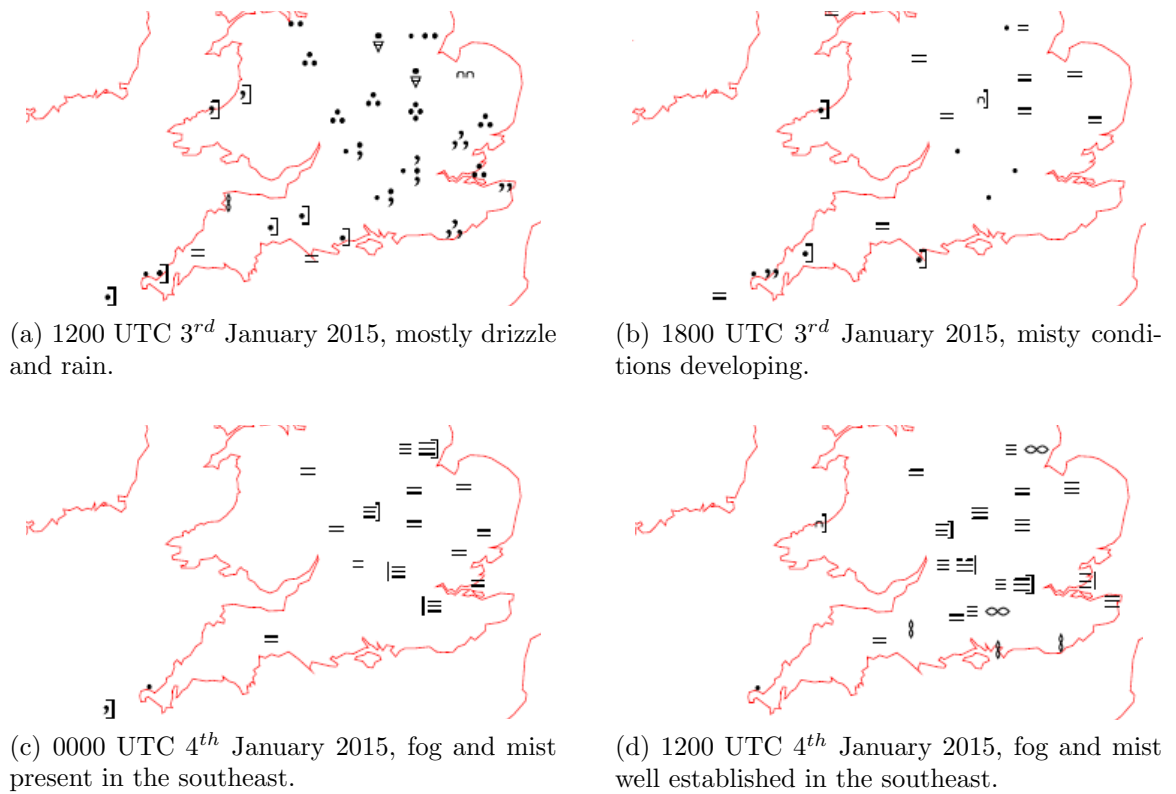 (a) 1200 UTC 3rd January 2015, mostly drizzle
and rain.
(b) 1800 UTC 3rd January 2015, misty condi-
tions developing.
(c) 0000 UTC 4th January 2015, fog and mist
present in the southeast.
(d) 1200 UTC 4th January 2015, fog and mist
well established in the southeast.